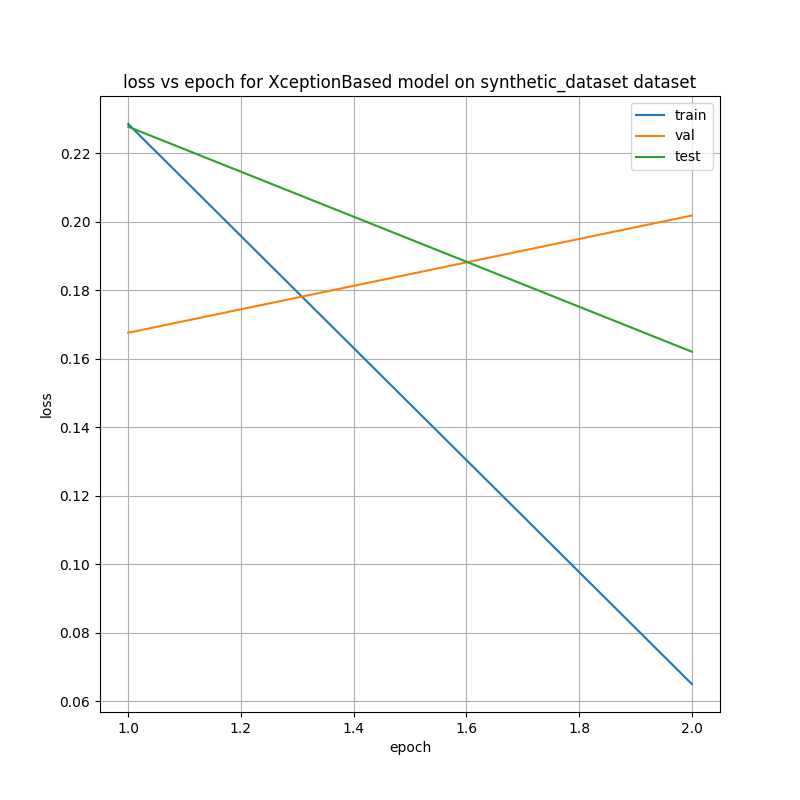 loss vs epoch for XceptionBased model on synthetic_dataset dataset
train
val
test
0.22
0.20
0.18
0.16
0.14
0.12
0.10
0.08
0.06
loss
1.0 1.2 1.4 1.6 1.8 2.0
epoch